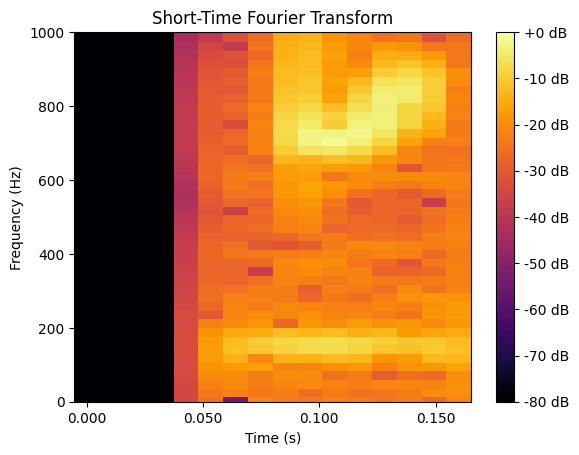 Short-Time Fourier Transform
1000
800
600
400
200
0
Frequency (Hz)
0.000
0.050
0.100
0.150
Time (s)
+0 dB
-10 dB
-20 dB
-30 dB
-40 dB
-50 dB
-60 dB
-70 dB
-80 dB